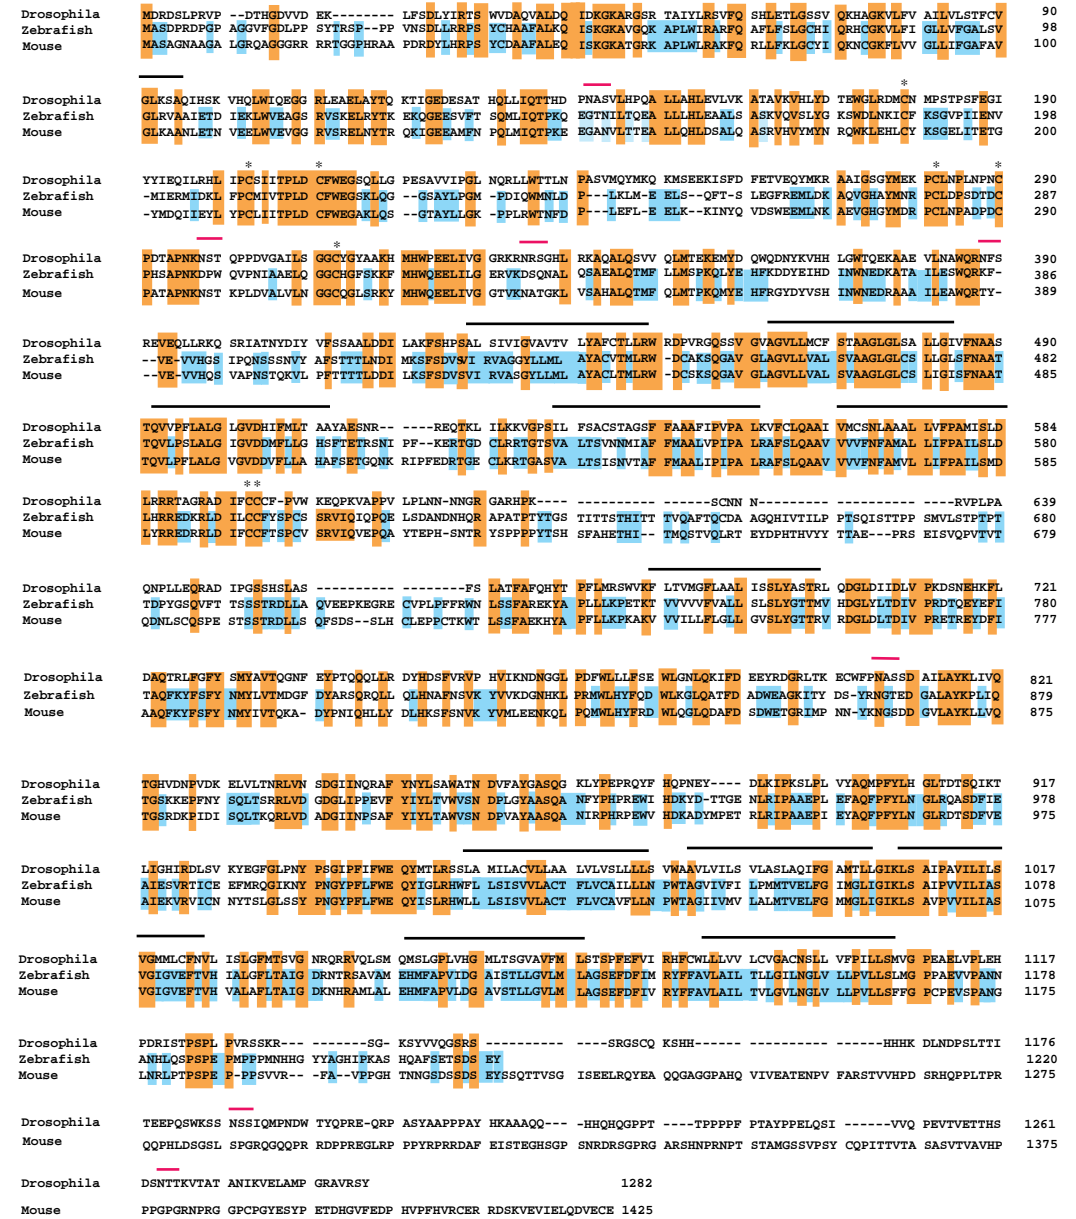 Drosophila MDRDSLPRVP --DTHGDVVD EK-------- LFSDLYIRTS WVDAQVALDQ IDKGKARGSR TAIYLRSVFQ SHLETLGSSV QKHAGKVLFV AILVLSTFCV 90
Zebrafish MASDPRDPGP AGGVFGDLPP SYTRSP--PP VNSDLLRRPS YCHAAFALKQ ISKGKAVGQK APLWIRARFQ AFLFSLGCHI QRHCGKVLFI GLLVFGALSV 98
Mouse MASAGNAAGA LGRQAGGGRR RRTGGPHRAA PDRDYLHRPS YCDAAFALEQ ISKGKATGRK APLWLRAKFQ RLLFKLGCYI QKNCGKFLVV GLLIFGAFAV 100
Drosophila GLKSAQIHSK VHQLWIQEGG RLEAELAYTQ KTIGEDESAT HQLLIQTTHD PNASVLHPQA LLAHLEVLVK ATAVKVHLYD TEWGLRDMCN MPSTPSFEGI 190
Zebrafish GLRVAAIETD IEKLWVEAGS RVSKELRYTK EKQGEESVFT SQMLIQTPKQ EGTNILTQEA LLLHLEAALS ASKVQVSLYG KSWDLNKICF KSGVPIIENV 198
Mouse GLKAANLETN VEELWVEVGG RVSRELNYTR QKIGEEAMFN PQLMIQTPKE EGANVLTTEA LLQHLDSALQ ASRVHVYMYN RQWKLEHLCY KSGELITETG 200
* * *
Drosophila YYIEQILRHL IPCSIITPLD CFWEGSQLLG PESAVVIPGL NQRLLWTTLN PASVMQYMKQ KMSEEKISFD FETVEQYMKR AAIGSGYMEK PCLNPLNPNC 290
Zebrafish -MIERMIDKLF PCMIVTPLDCFWEGSKLQG --GSAYLPGM -PDIQWMNLD P---LKLM-E ELS--QFT-S LEGFREMLDK AQVGHAYMNR PCLDPSDTDC 287
Mouse -YMDQIIEYLY PCLIITPLDCFWEGAKLQS --GTAYLLGK -PPLRWTNFD P---LEFL-E ELK--KINYQ VDSWEEMLNK AEVGHGYMDR PCLNPADPDC 290
Drosophila PDTAPNKNST QPPDVGAILS GGCYGYAAKH MHWPEELIVG GRKRNRSGHL RKAQALQSVV QLMTEKEMYD QWQDNYKVHH LGWTQEKAAE VLNAWQRNFS 390
Zebrafish PHSAPNKDPW QVPNIAAELQ GGCHGFSKKF MHWQEELILG ERVKDSQNAL QSAEALQTMF LLMSPKQLYE HFKDDYEIHD INWNEDKATA ILESWQRKF- 386
Mouse PATAPNKNST KPLDVALVLN GGCQGLSRKY MHWQEELIVG GTVKNATGKL VSAHALQTMF QLMTPKQMYE HFRGYDYVSH INWNEDRAAA ILEAWQRTY- 389
Drosophila REVEQLLRKQ SRIATNYDIY VFSSAALDDI LAKFSHPSAL SIVIGVAVTV LYAFCTLLRW RDPVRGQSSV GVAGVLLMCF STAAGLGLSA LLGIVFNAAS 490
Zebrafish --VE-VVHGS IPQNSSSNVY AFSTTTLNDI MKSFSDVSVI RVAGGYLLML AYACVTMLRW -DCAKSQGAV GLAGVLLVAL SVAAGLGLCS LLGLSFNAAT 482
Mouse --VE-VVHQS VAPNSTQKVL PFTTTTLDDI LKSFSDVSVI RVASGYLLML AYACLTMLRW -DCSKSQGAV GLAGVLLVAL SVAAGLGLCS LIGISFNAAT 485
Drosophila TQVVPFLALG LGVDHIFMLT AAYAESNR-- ---REQTKLI LKKVGPSILF SACSTAGSFF AAAFIPVPAL KVFCLQAAIV MCSNLAAALL VFPAMISLD 584
Zebrafish TQVLPSLALG IGVDDMFLLG HSFTETRSNI PF--KERTGD CLRRTGTSVA LTSVNNMIAF FMAALVPIPA LRAFSLQAAV VVVFNFAMAL LIFPAILSLD 580
Mouse TQVLPFLALG VGVDDVFLLA HAFSETGQNK RIPFEDRTGE CLKRTGASVA LTSISNVTAF FMAALIPIPA LRAFSLQAAV VVVFNFAMVL LIFPAILSMD 585
**
Drosophila LRRRTAGRAD IFCCCF-PVW KEQPKVAPPV LPLNN-NNGR GARHPK---- ---------- ------SCNN N--------- ---------- ----RVPLPA 639
Zebrafish LHRREDKRLD ILCCFYSPCS SRVIQIQPQE LSDANDNHQR APATPTYTGS TITTSTHITT TVQAFTQCDA AGQHIVTILP PTSQISTTPP SMVLSTPTPT 680
Mouse LYRREDRRLD IFCCFTSPCV SRVIQVEPQA YTEPH-SNTR YSPPPPYTSH SFAHETHI-- TMQSTVQLRT EYDPHTHVYY TTAE---PRS EISVQPVTVT 679
Drosophila QNPLLEQRAD IPGSSHSLAS ---------- --------FS LATFAFQHYT PFLMRSWVKF LTVMGFLAAL ISSLYASTRL QDGLDIIDLV PKDSNEHKFL 721
Zebrafish TDPYGSQVFT TSSSTRDLLA QVEEPKEGRE CVPLPFFRWN LSSFAREKYA PLLLKPETKT VVVVVFVALL SLSLYGTTMV HDGLYLTDIV PRDTQEYEFI 780
Mouse QDNLSCQSPE STSSTRDLLS QFSDS--SLHC LEPPCTKWT LSSFAEKHYA PFLLKPKAKV VVILLFLGLL GVSLYGTTRV RDGLDLTDIV PRETREYDFI 777
Drosophila DAQTRLFGFY SMYAVTQGNF EYPTQQQLLR DYHDSFVRVP HVIKNDNGGL PDFWLLLFSE WLGNLQKIFD EEYRDGRLTK ECWFPNASSD AILAYKLIVQ 821
Zebrafish TAQFKYFSFY NMYLVTMDGF DYARSQRQLL QLHNAFNSVK YVVKDGNHKL PRMWLHYFQD WLKGLQATFD ADWEAGKITY DS-YRNGTED GALAYKPLIQ 879
Mouse AAQFKYFSFY NMYIVTQKA- DYPNIQHLLY DLHKSFSNVK YVMLEENKQL PQMWLHYFRD WLQGLQDAFD SDWETGRIMP NN-YKNGSDD GVLAYKLLVQ 875
Drosophila TGHVDNPVDK ELVLTNRLVN SDGIINQRAF YNYLSAWATN DVFAYGASQG KLYPEPRQYF HQPNEY---- DLKIPKSLPL VYAQMPFYLH GLTDTSQIKT 917
Zebrafish TGSKKEPFNY SQLTSRRLVD GDGLIPPEVF YIYLTVWVSN DPLGYAASQA NFYPHPREWI HDKYD-TTGE NLRIPAAEPL EFAQFPFYLN GLRQASDFIE 978
Mouse TGSRDKPIDI SQLTKQRLVD ADGIINPSAF YIYLTAWVSN DPVAYAASQA NIRPHRPEWV HDKADYMPET RLRIPAAEPI EYAQFPFYLN GLRDTSDFVE 975
Drosophila LIGHIRDLSV KYEGFGLPNY PSGIPFIFWE QYMTLRSSLA MILACVLLAA LVLVSLLLLS VWAAVLVILS VLASLAQIFG AMTLLGIKLS AIPAVILILS 1017
Zebrafish AIESVRTICE EFMRQGIKNY PNGYPFLFWE QYIGLRHWFL LSISVVLACT FLVCAILLLN PWTAGVIVFI LPMMTVELFG IMGLIGIKLS AIPVVILIAS 1078
Mouse AIEKVRVICN NYTSLGLSSY PNGYPFLFWE QYISLRHWLL LSISVVLACT FLVCAVFLLN PWTAGIIVMV LALMTVELFG MMGLIGIKLS AVPVVILIAS 1075
Drosophila VGMMLCFNVL ISLGFMTSVG NRQRRVQLSM QMSLGPLVHG MLTSGVAVFM LSTSPFEFVI RHFCWLLLVV LCVGACNSLL VFPILLSMVG PEAELVPLEH 1117
Zebrafish VGIGVEFTVH IALGFLTAIG DRNTRSAVAM EHMFAPVIDG AISTLLGVLM LAGSEFDFIM RYFFAVLAIL TLLGILNGLV LLPVLLSLMG PPAEVVPANN 1178
Mouse VGIGVEFTVH VALAFLTAIG DKNHRAMLAL EHMFAPVLDG AVSTLLGVLM LAGSEFDFIV RYFFAVLAIL TVLGVLNGLV LLPVLLSFFG PCPEVSPANG 1175
Drosophila PDRISTPSPL PVRSSKR--- -------SG- KSYVVQGSRS ---------- -----SRGSCQ KSHH------ ---------- ------HHHK DLNDPSLTTI 1176
Zebrafish ANHLQSPSPE PMPPPMNHHG YYAGHIPKAS HQAFSETSDS EY 1220
Mouse LNRLPTPSPE P-PPSVVR-- -FA--VPPGH TNNGSDSSDS EYSSQTTVSG ISEELRQYEA QQGAGGPAHQ VIVEATENPV FARSTVVHPD SRHQPPLTPR 1275
Drosophila TEEPQSWKSS NSSIQMPNDW TYQPRE-QRP ASYAAPPPAY HKAAAQQ--- -HHQHQGPPT ---TPPPPF PTAYPPELQSI ------VVQ PEVTVETTHS 1261
Mouse QQPHLDSGSL SPGRQGQQPR RDPPREGLRP PPYRPRRDAF EISTEGHSGP SNRDRSGPRG ARSHNPRNPT STAMGSSVPSY CQPITTVTA SASVTVAVHP 1375
Drosophila DSNTTKVTAT ANIKVELAMP GRAVRSY 1282
Mouse PPGPGRNPRG GPCPGYESYP ETDHGVFEDP HVPFHVRCER RDSKVEVIELQDVECE 1425